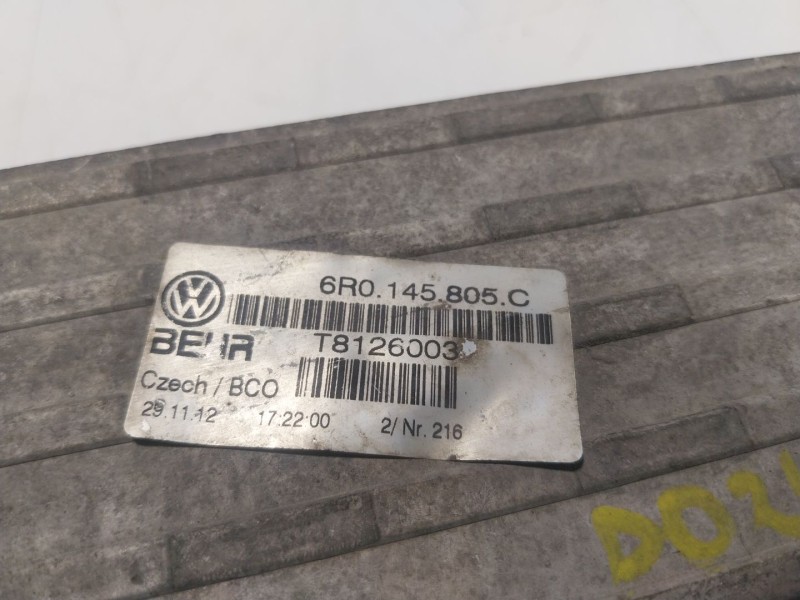 6R0.145.805.C
BEHR T8126003
Czech / BCO
29.11.12 17:22:00 2/ Nr. 216